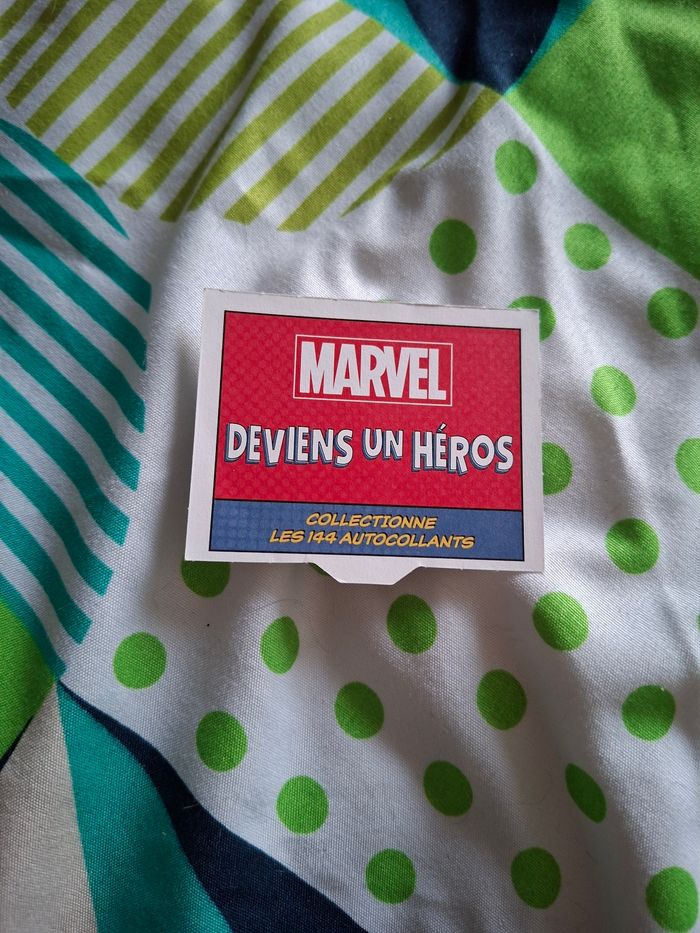 MARVEL
DEVIENS UN HÉROS
COLLECTIONNE
LES 144 AUTOCOLLANTS